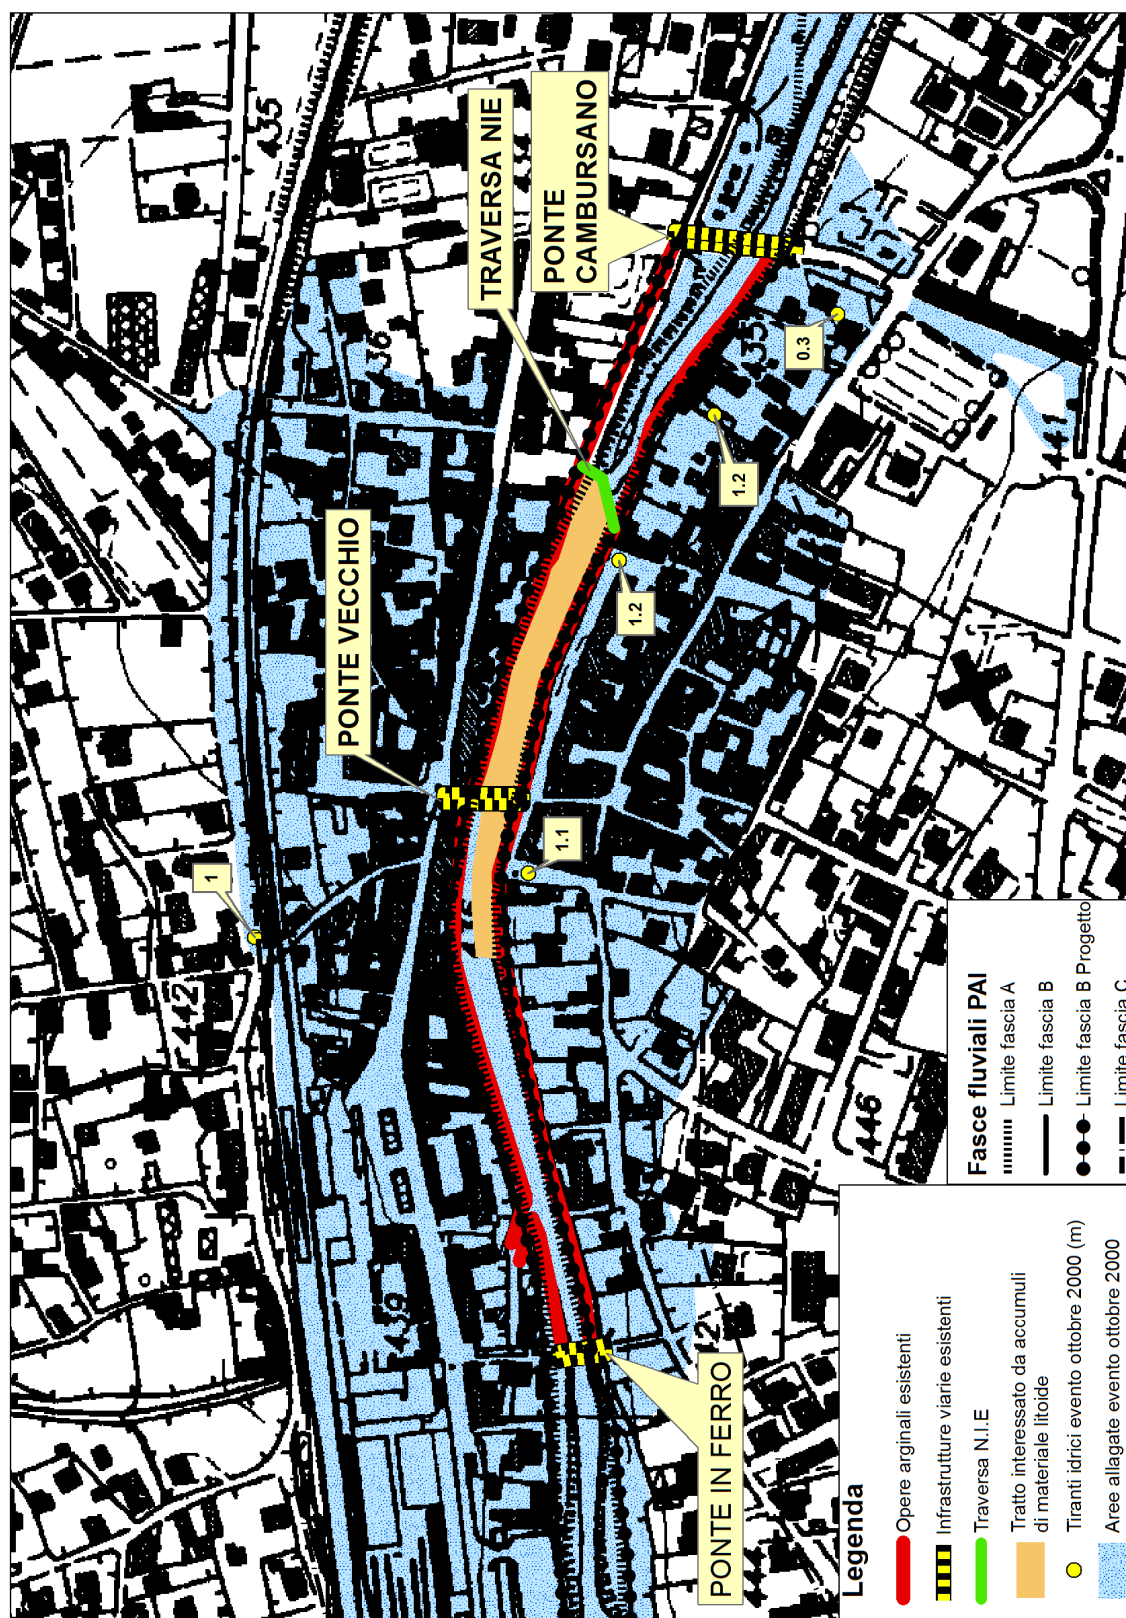 TRAVERSA NIE
PONTE
CAMBURSANO
PONTE VECCHIO
PONTE IN FERRO
1
1.1
1.2
1.2
0.3
435
436
433
442
439
441
446
Legenda
Opere arginali esistenti
Infrastrutture viarie esistenti
Traversa N.I.E
Tratto interessato da accumuli
di materiale litoide
Tiranti idrici evento ottobre 2000 (m)
Aree allagate evento ottobre 2000
Fasce fluviali PAI
Limite fascia A
Limite fascia B
Limite fascia B Progetto
Limite fascia C